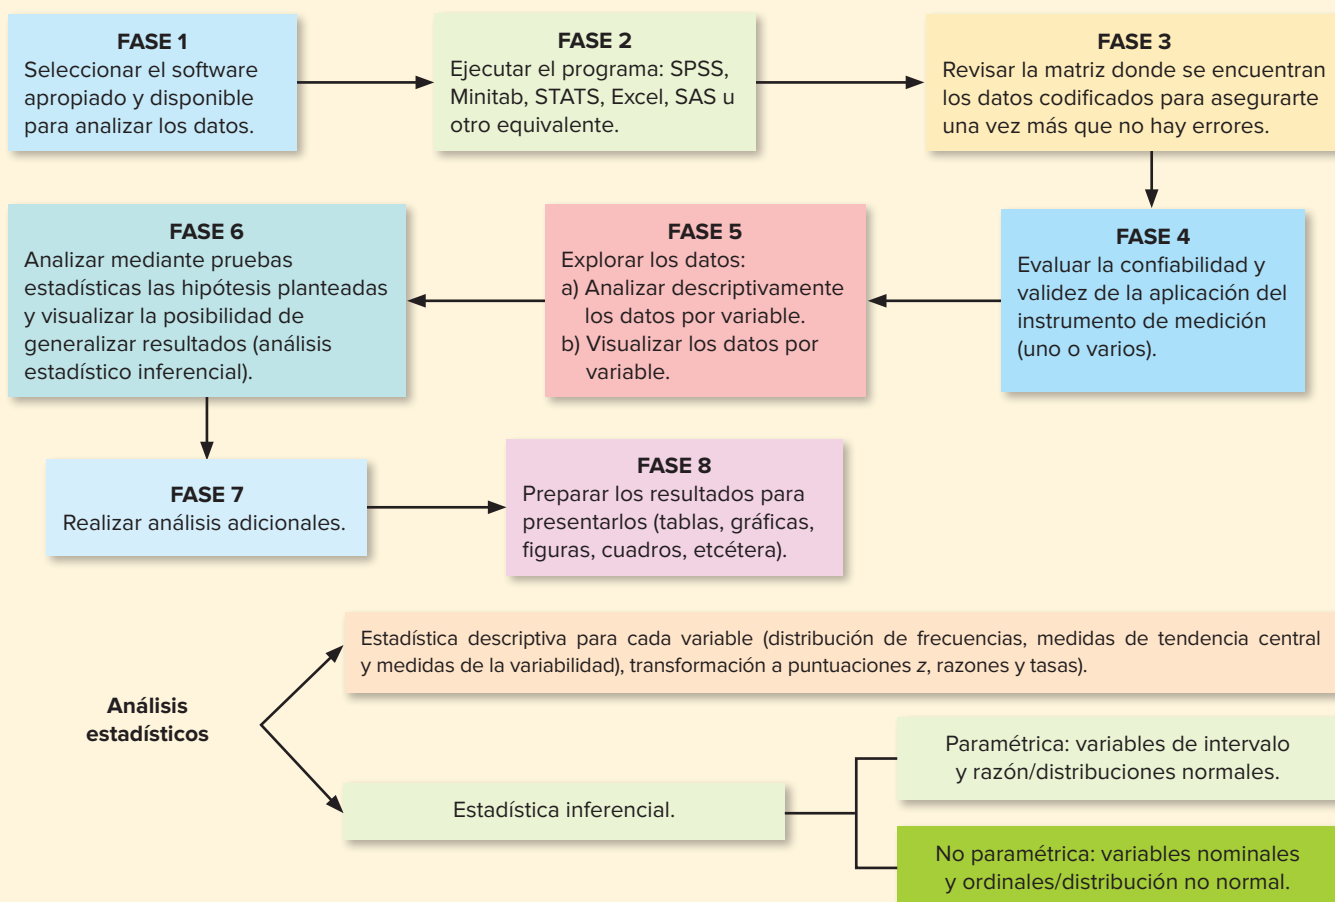 FASE 1
Seleccionar el software
apropiado y disponible
para analizar los datos.
FASE 2
Ejecutar el programa: SPSS,
Minitab, STATS, Excel, SAS u
otro equivalente.
FASE 3
Revisar la matriz donde se encuentran
los datos codificados para asegurarte
una vez más que no hay errores.
FASE 4
Evaluar la confiabilidad y
validez de la aplicación del
instrumento de medición
(uno o varios).
FASE 5
Explorar los datos:
a) Analizar descriptivamente
los datos por variable.
b) Visualizar los datos por
variable.
FASE 6
Analizar mediante pruebas
estadísticas las hipótesis planteadas
y visualizar la posibilidad de
generalizar resultados (análisis
estadístico inferencial).
FASE 7
Realizar análisis adicionales.
FASE 8
Preparar los resultados para
presentarlos (tablas, gráficas,
figuras, cuadros, etcétera).
Análisis
estadísticos
Estadística descriptiva para cada variable (distribución de frecuencias, medidas de tendencia central
y medidas de la variabilidad), transformación a puntuaciones z, razones y tasas).
Estadística inferencial.
Paramétrica: variables de intervalo
y razón/distribuciones normales.
No paramétrica: variables nominales
y ordinales/distribución no normal.